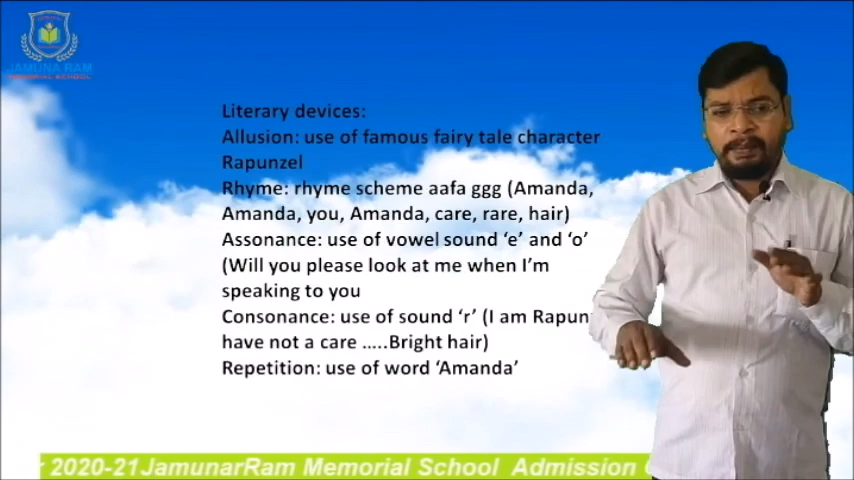 JAMUNA RAM
MEMORIAL SCHOOL
Literary devices:
Allusion: use of famous fairy tale character
Rapunzel
Rhyme: rhyme scheme aafa ggg (Amanda,
Amanda, you, Amanda, care, rare, hair)
Assonance: use of vowel sound ‘e’ and ‘o’
(Will you please look at me when I’m
speaking to you
Consonance: use of sound ‘r’ (I am Rapun
have not a care .....Bright hair)
Repetition: use of word ‘Amanda’
r 2020-21JamunarRam Memorial School Admission